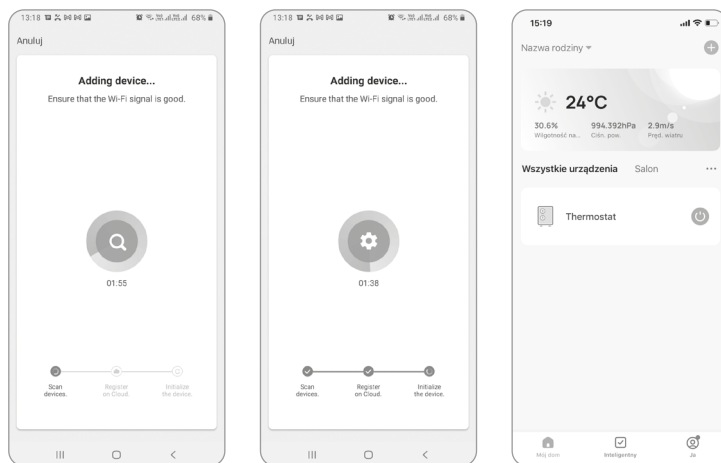 13:18
68%
Anuluj
Adding device...
Ensure that the Wi-Fi signal is good.
01:55
Scan
devices.
Register
on Cloud.
Initialize
the device.
13:18
68%
Anuluj
Adding device...
Ensure that the Wi-Fi signal is good.
01:38
Scan
devices.
Register
on Cloud.
Initialize
the device.
15:19
Nazwa rodziny
24°C
30.6%
Wilgotność na...
994.392hPa
Ciśn. pow.
2.9m/s
Pręd. wiatru
Wszystkie urządzenia
Salon
Thermostat
Mój dom
Inteligentny
Ja